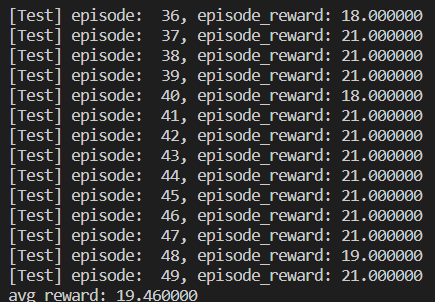 [Test] episode:  36, episode_reward: 18.000000
[Test] episode:  37, episode_reward: 21.000000
[Test] episode:  38, episode_reward: 21.000000
[Test] episode:  39, episode_reward: 21.000000
[Test] episode:  40, episode_reward: 18.000000
[Test] episode:  41, episode_reward: 21.000000
[Test] episode:  42, episode_reward: 21.000000
[Test] episode:  43, episode_reward: 21.000000
[Test] episode:  44, episode_reward: 21.000000
[Test] episode:  45, episode_reward: 21.000000
[Test] episode:  46, episode_reward: 21.000000
[Test] episode:  47, episode_reward: 21.000000
[Test] episode:  48, episode_reward: 19.000000
[Test] episode:  49, episode_reward: 21.000000
avg reward: 19.460000